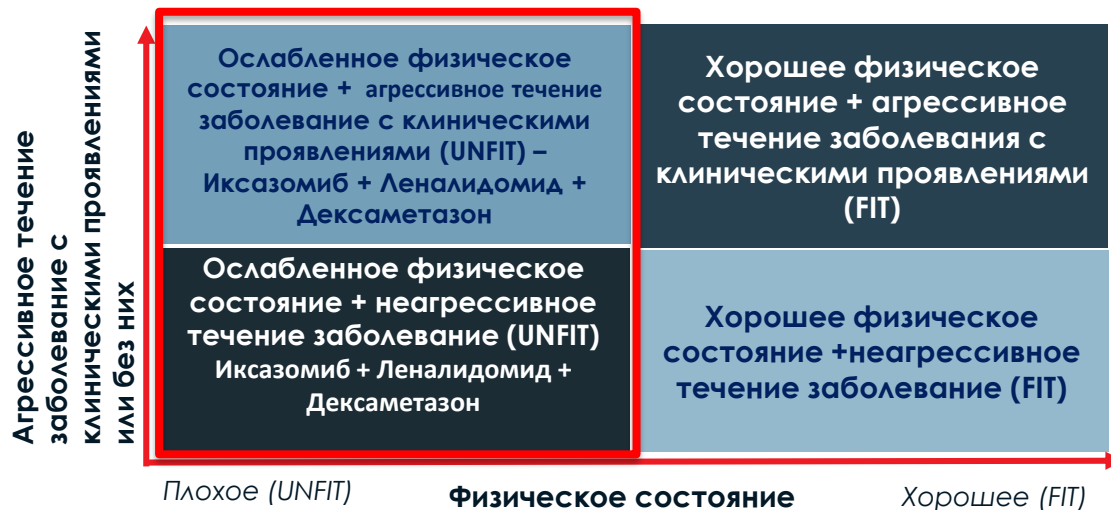 Агрессивное течение
заболевание с
клиническими проявлениями
или без них
Ослабленное физическое
состояние + агрессивное течение
заболевание с клиническими
проявлениями (UNFIT) –
Иксазомиб + Леналидомид +
Дексаметазон
Хорошее физическое
состояние + агрессивное
течение заболевания с
клиническими проявлениями
(FIT)
Ослабленное физическое
состояние + неагрессивное
течение заболевание (UNFIT)
Иксазомиб + Леналидомид +
Дексаметазон
Хорошее физическое
состояние +неагрессивное
течение заболевание (FIT)
Плохое (UNFIT)
Физическое состояние
Хорошее (FIT)